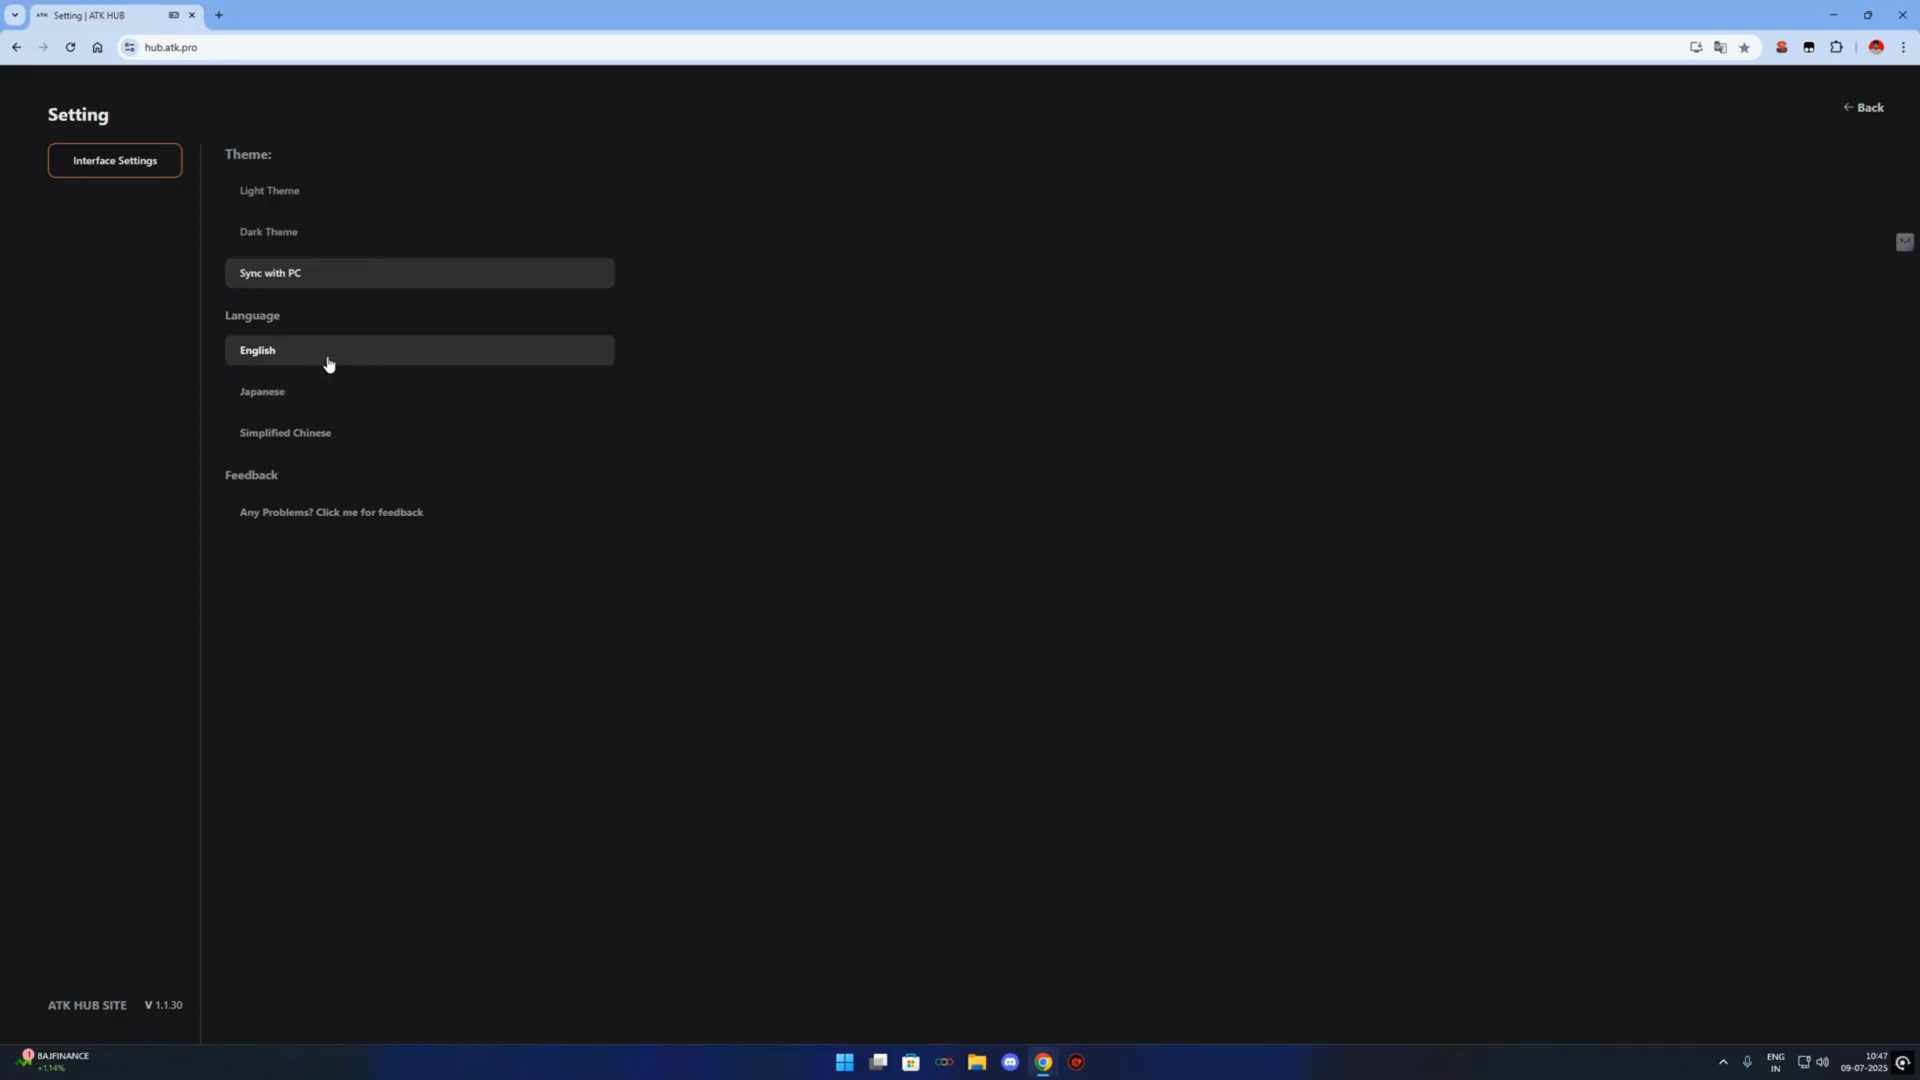 ATK Setting | ATK HUB
hub.atk.pro
Setting
Back
Interface Settings
Theme:
Light Theme
Dark Theme
Sync with PC
Language
English
Japanese
Simplified Chinese
Feedback
Any Problems? Click me for feedback
ATK HUB SITE V 1.1.30
1
BAJFINANCE
+1.14%
ENG
IN
10:47
09-07-2025